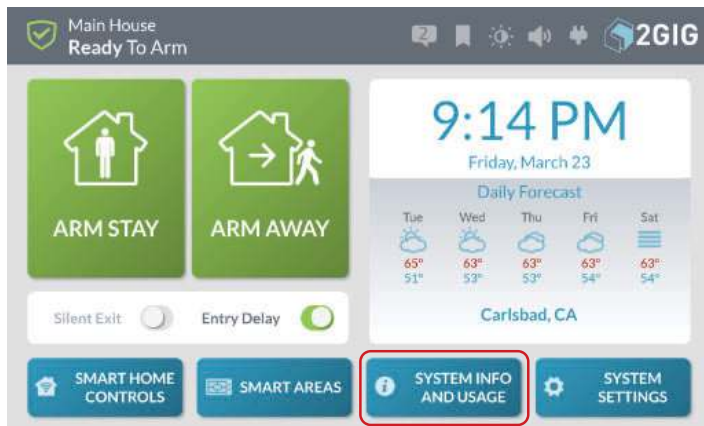 Main House
Ready To Arm
2
2GIG
ARM STAY
ARM AWAY
9:14 PM
Friday, March 23
Daily Forecast
Tue Wed Thu Fri Sat
65° 63° 63° 63° 63°
51° 53° 53° 54° 54°
Carlsbad, CA
Silent Exit
Entry Delay
SMART HOME
CONTROLS
SMART AREAS
SYSTEM INFO
AND USAGE
SYSTEM
SETTINGS